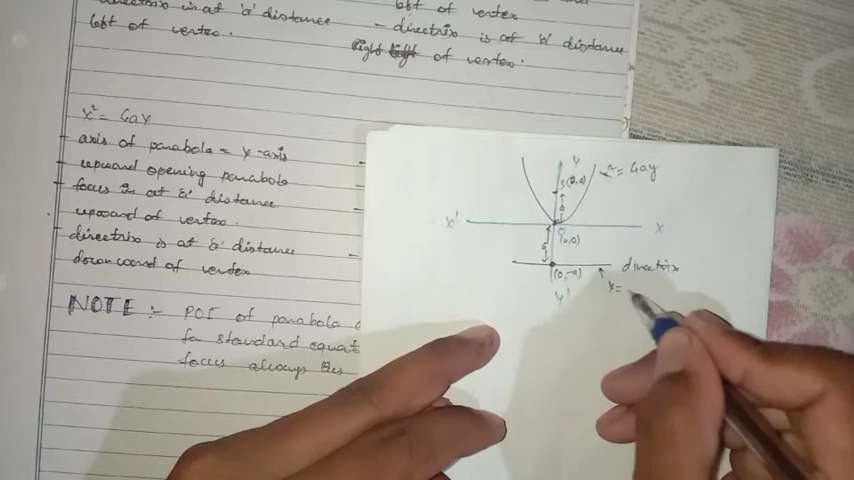 directrix is at 'a' distance
left of vertex.
left of vertex
- directrix is at 'a' distance
Right of vertex.
x² = 4ay
axis of parabola = y-axis
upward opening parabola
focus is at 'a' distance
upward of vertex.
directrix is at 'a' distance
downward of vertex
NOTE :- POI of parabola
for standard equat
focus always lies
y
x² = 4ay
S(0,a)
a
X'
X
O
(0,0)
a
directrix
(0,-a)
y =
y'